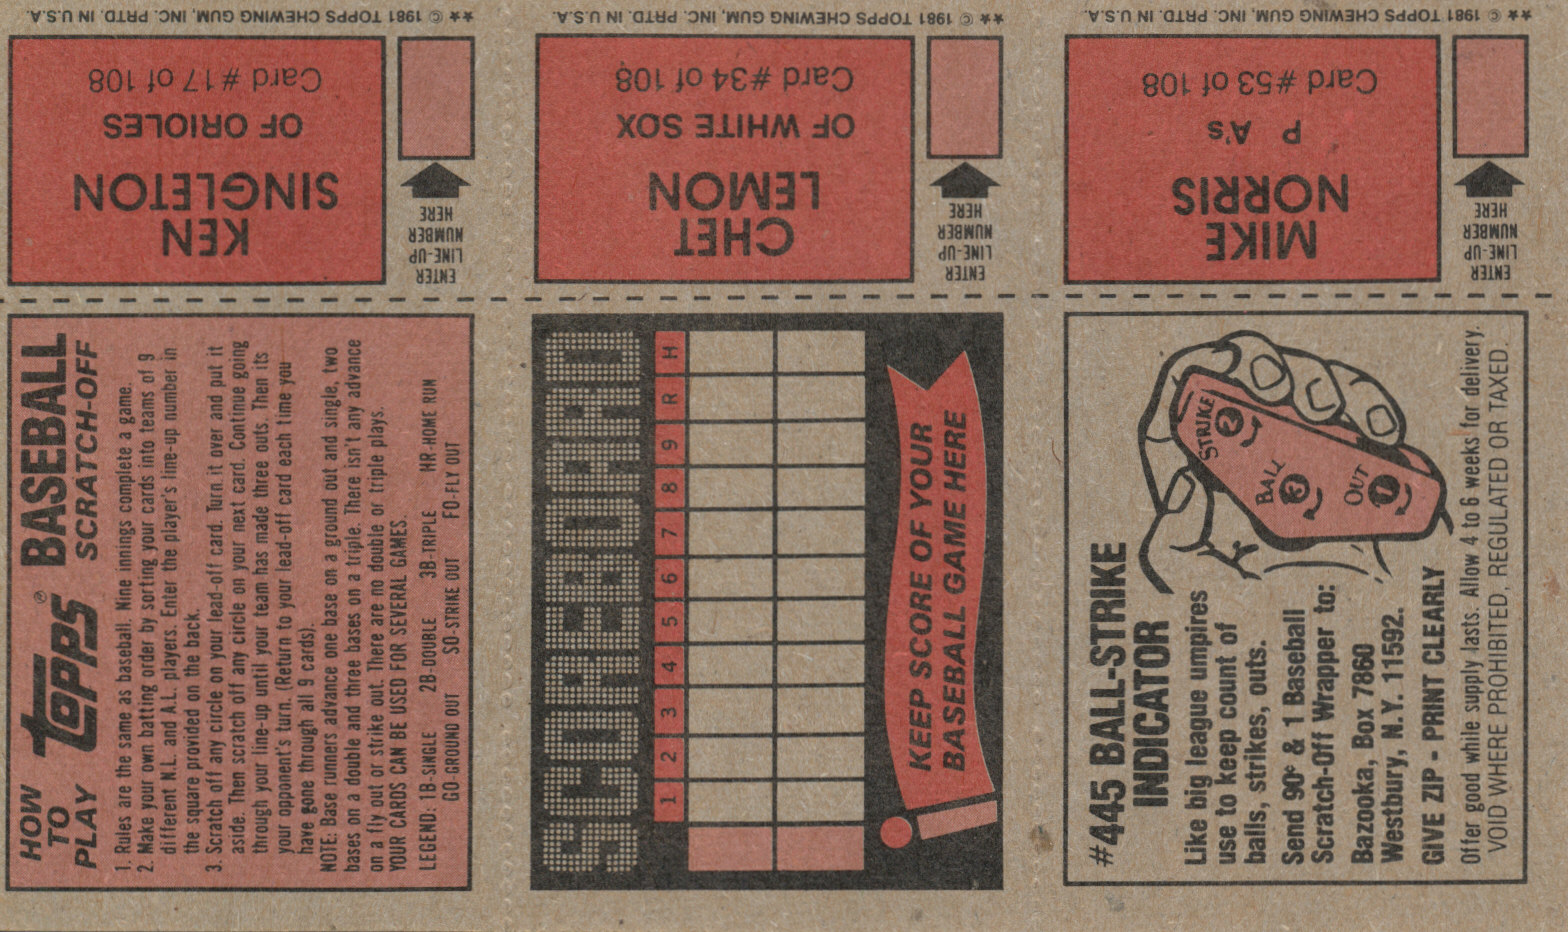 ★★ © 1981 TOPPS CHEWING GUM, INC. PRTD. IN U.S.A.
KEN
SINGLETON
OF ORIOLES
Card #17 of 108
ENTER
LINE-UP
NUMBER
HERE
★★ © 1981 TOPPS CHEWING GUM, INC. PRTD. IN U.S.A.
CHET
LEMON
OF WHITE SOX
Card #34 of 108
ENTER
LINE-UP
NUMBER
HERE
★★ © 1981 TOPPS CHEWING GUM, INC. PRTD. IN U.S.A.
MIKE
NORRIS
P A's
Card #53 of 108
ENTER
LINE-UP
NUMBER
HERE
HOW
TO
PLAY
TOPPS® BASEBALL
SCRATCH-OFF
1. Rules are the same as baseball. Nine innings complete a game.
2. Make your own batting order by sorting your cards into teams of 9
different N.L. and A.L. players. Enter the player's line-up number in
the square provided on the back.
3. Scratch off any circle on your lead-off card. Turn it over and put it
aside. Then scratch off any circle on your next card. Continue going
through your line-up until your team has made three outs. Then its
your opponent's turn. (Return to your lead-off card each time you
have gone through all 9 cards).
NOTE: Base runners advance one base on a ground out and single, two
bases on a double and three bases on a triple. There isn't any advance
on a fly out or strike out. There are no double or triple plays.
YOUR CARDS CAN BE USED FOR SEVERAL GAMES.
LEGEND: 1B-SINGLE 2B-DOUBLE 3B-TRIPLE HR-HOME RUN
GO-GROUND OUT SO-STRIKE OUT FO-FLY OUT
SCOREBOARD
1 2 3 4 5 6 7 8 9 R H
KEEP SCORE OF YOUR
BASEBALL GAME HERE
#445 BALL-STRIKE
INDICATOR
Like big league umpires
use to keep count of
balls, strikes, outs.
Send 90¢ & 1 Baseball
Scratch-Off Wrapper to:
Bazooka, Box 7860
Westbury, N.Y. 11592.
GIVE ZIP - PRINT CLEARLY
Offer good while supply lasts. Allow 4 to 6 weeks for delivery.
VOID WHERE PROHIBITED, REGULATED OR TAXED.
STRIKE
2
BALL
3
OUT
1